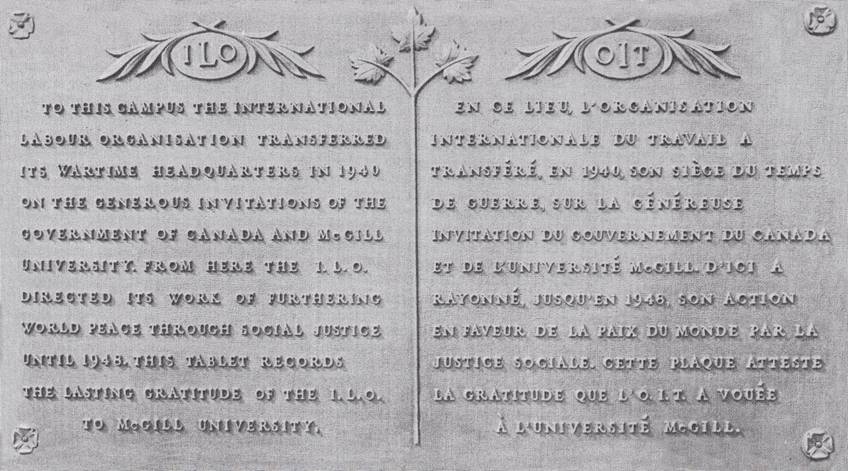 ILO
TO THIS CAMPUS THE INTERNATIONAL
LABOUR ORGANISATION TRANSFERRED
ITS WARTIME HEADQUARTERS IN 1940
ON THE GENEROUS INVITATIONS OF THE
GOVERNMENT OF CANADA AND McGILL
UNIVERSITY. FROM HERE THE I.L.O.
DIRECTED ITS WORK OF FURTHERING
WORLD PEACE THROUGH SOCIAL JUSTICE
UNTIL 1948. THIS TABLET RECORDS
THE LASTING GRATITUDE OF THE I.L.O.
TO McGILL UNIVERSITY.
OIT
EN CE LIEU, L'ORGANISATION
INTERNATIONALE DU TRAVAIL A
TRANSFÉRÉ, EN 1940, SON SIÈGE DU TEMPS
DE GUERRE, SUR LA GÉNÉREUSE
INVITATION DU GOUVERNEMENT DU CANADA
ET DE L'UNIVERSITÉ McGILL. D'ICI A
RAYONNÉ, JUSQU'EN 1948, SON ACTION
EN FAVEUR DE LA PAIX DU MONDE PAR LA
JUSTICE SOCIALE. CETTE PLAQUE ATTESTE
LA GRATITUDE QUE L'O.I.T. A VOUÉE
À L'UNIVERSITÉ McGILL.